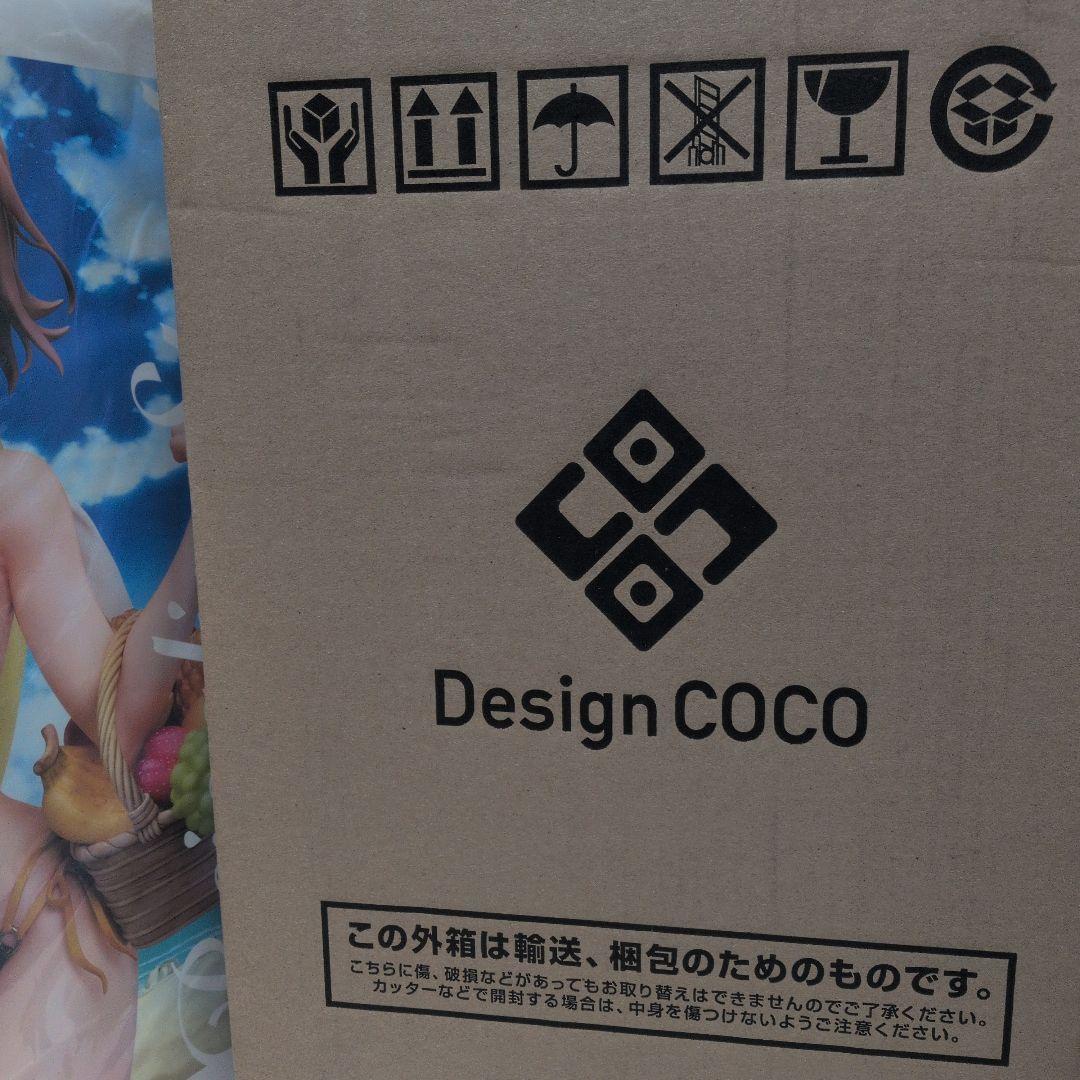 Design COCO
この外箱は輸送、梱包のためのものです。
こちらに傷、破損などがあってもお取り替えはできませんのでご了承ください。
カッターなどで開封する場合は、中身を傷つけないようご注意ください。